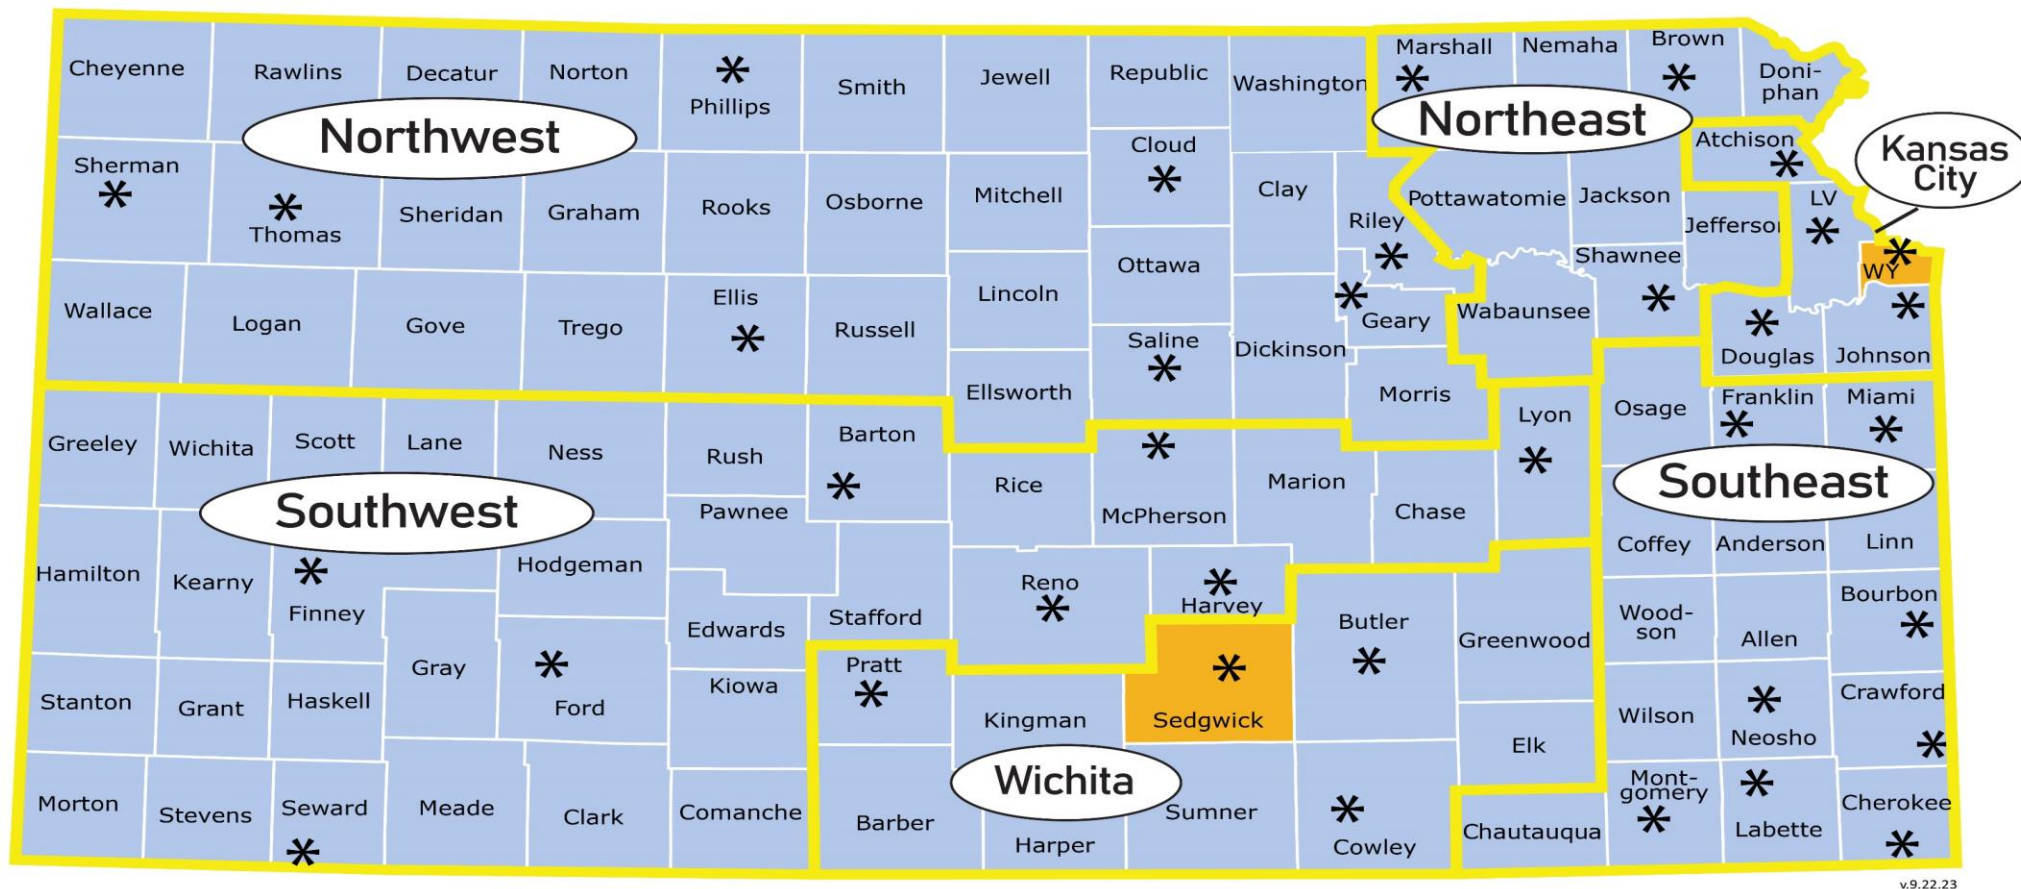 Cheyenne
Rawlins
Decatur
Norton
*
Phillips
Smith
Jewell
Republic
Washington
Marshall
*
Nemaha
Brown
*
Doni-
phan
Northwest
Northeast
Kansas
City
Sherman
*
*
Thomas
Sheridan
Graham
Rooks
Osborne
Mitchell
Cloud
*
Clay
Riley
*
Pottawatomie
Jackson
Atchison
*
Jefferson
LV
*
Wallace
Logan
Gove
Trego
Ellis
*
Russell
Lincoln
Ottawa
Saline
*
Dickinson
*
Geary
Wabaunsee
Shawnee
*
*
WY
*
Douglas
*
Johnson
Ellsworth
Morris
Greeley
Wichita
Scott
Lane
Ness
Rush
Barton
*
Rice
*
McPherson
Marion
Chase
Lyon
*
Osage
Franklin
*
Miami
*
Southwest
Southeast
Pawnee
Hamilton
Kearny
*
Finney
Hodgeman
Edwards
Stafford
Reno
*
*
Harvey
Butler
*
Greenwood
Coffey
Anderson
Linn
Wood-
son
Allen
Bourbon
*
Stanton
Grant
Haskell
Gray
*
Ford
Kiowa
Pratt
*
Kingman
*
Sedgwick
Elk
Wilson
*
Neosho
Crawford
*
Wichita
Morton
Stevens
Seward
*
Meade
Clark
Comanche
Barber
Harper
Sumner
*
Cowley
Chautauqua
Mont-
gomery
*
*
Labette
Cherokee
*
v.9.22.23